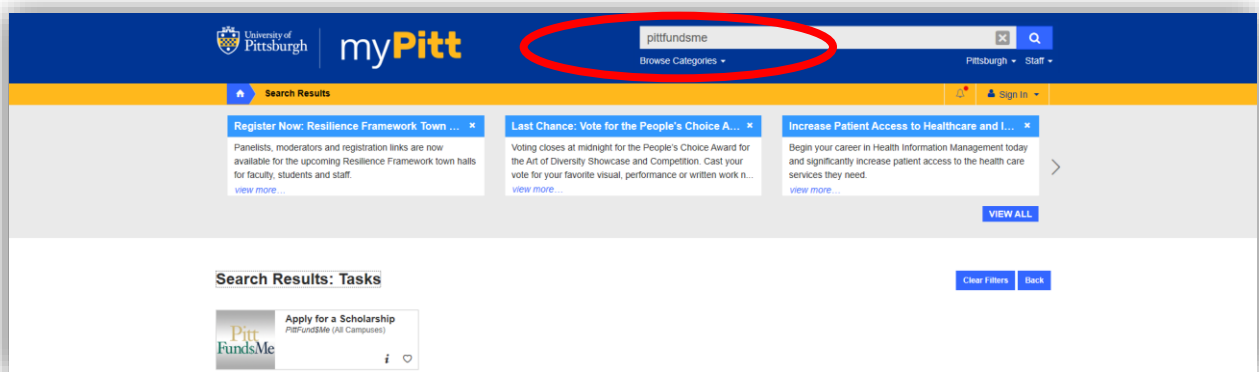 University of
Pittsburgh
myPitt
pittfundsme
Browse Categories
Pittsburgh
Staff
Search Results
Sign In
Register Now: Resilience Framework Town ...
Panelists, moderators and registration links are now
available for the upcoming Resilience Framework town halls
for faculty, students and staff.
view more...
Last Chance: Vote for the People's Choice A...
Voting closes at midnight for the People's Choice Award for
the Art of Diversity Showcase and Competition. Cast your
vote for your favorite visual, performance or written work n...
view more...
Increase Patient Access to Healthcare and I...
Begin your career in Health Information Management today
and significantly increase patient access to the health care
services they need.
view more...
VIEW ALL
Search Results: Tasks
Clear Filters
Back
Pitt
FundsMe
Apply for a Scholarship
PittFund$Me (All Campuses)